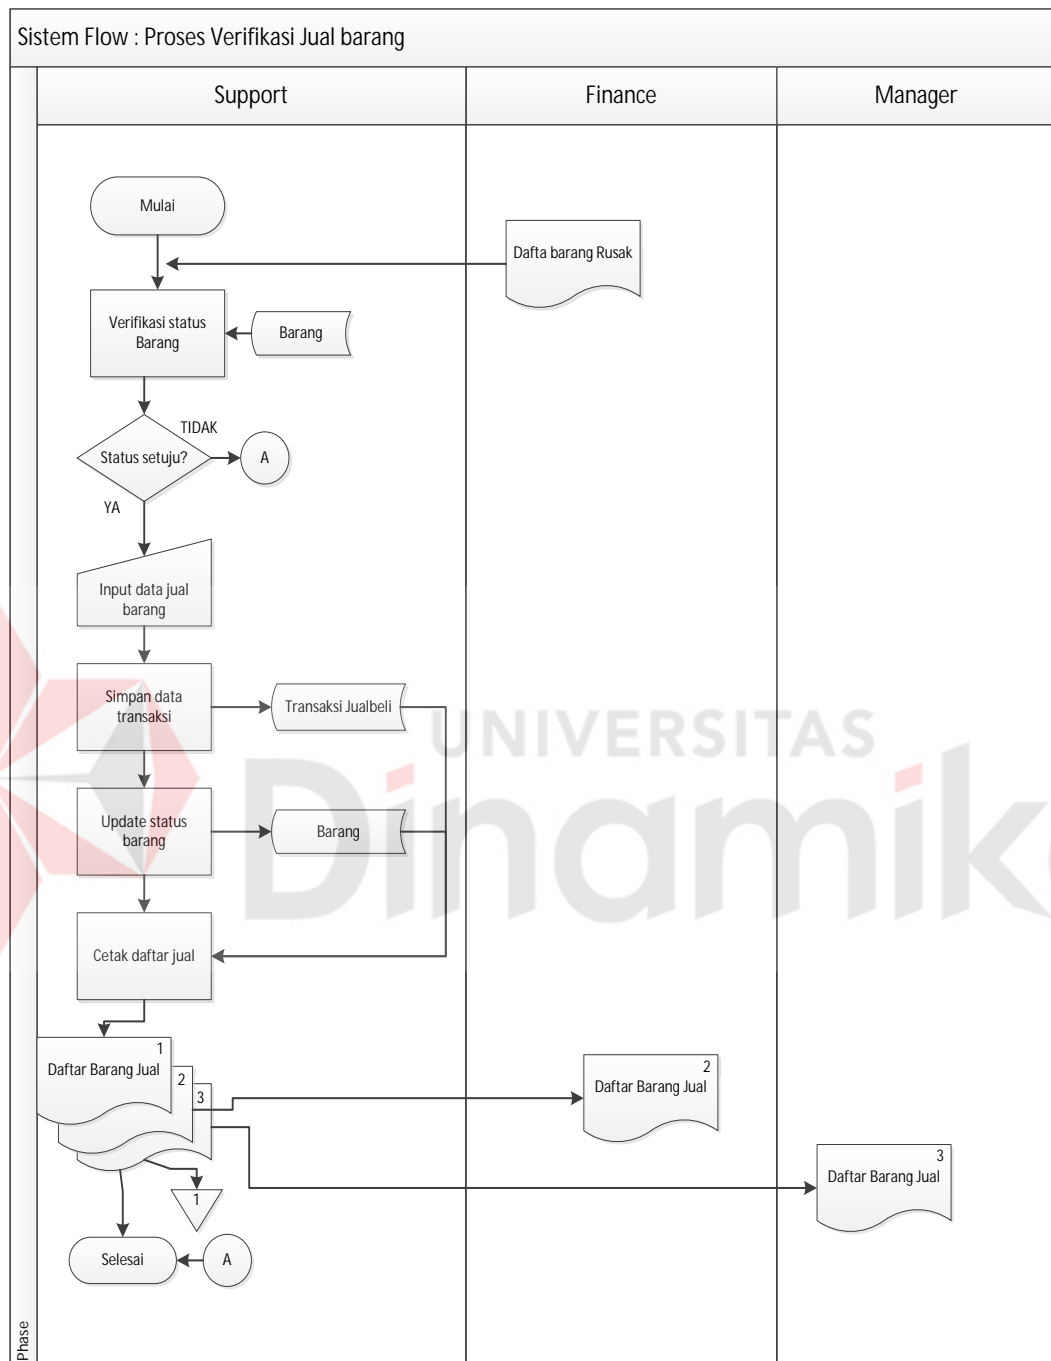 Sistem Flow : Proses Verifikasi Jual barang
Support
Finance
Manager
Mulai
Dafta barang Rusak
Verifikasi status
Barang
Barang
TIDAK
Status setuju?
A
YA
Input data jual
barang
Simpan data
transaksi
Transaksi Jualbeli
UNIVERSITAS
Dinamika
Update status
barang
Barang
Cetak daftar jual
1
Daftar Barang Jual
2
3
2
Daftar Barang Jual
3
Daftar Barang Jual
1
Selesai
A
Phase